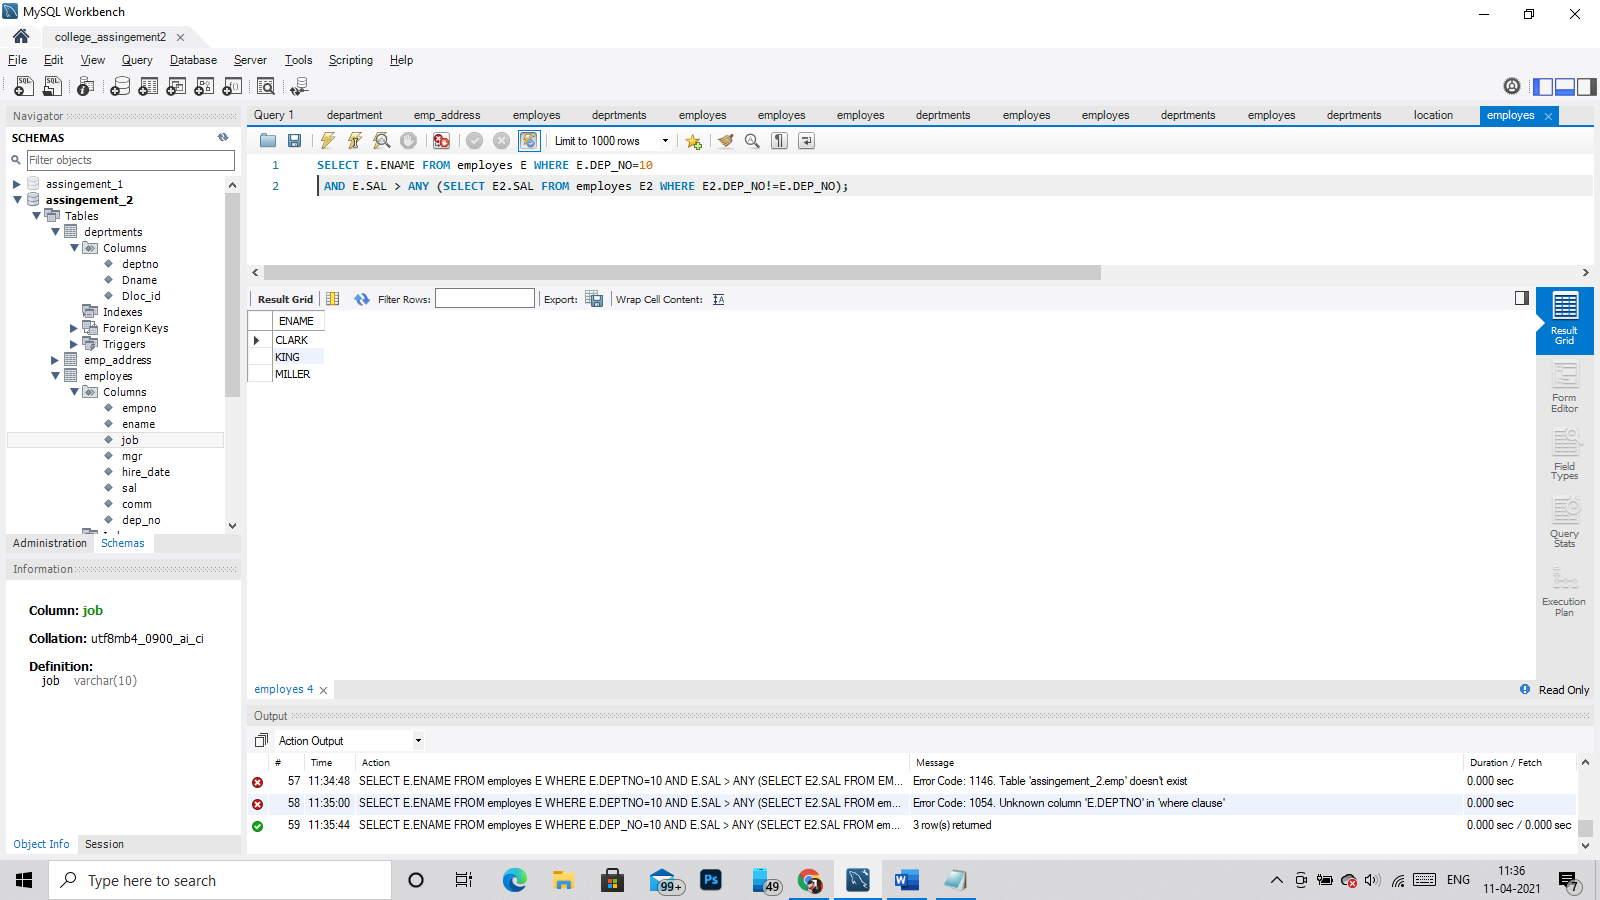 MySQL Workbench
college_assingement2
File Edit View Query Database Server Tools Scripting Help
Navigator
SCHEMAS
Filter objects
assingement_1
assingement_2
Tables
deprtments
Columns
deptno
Dname
Dloc_id
Indexes
Foreign Keys
Triggers
emp_address
employes
Columns
empno
ename
job
mgr
hire_date
sal
comm
dep_no
Administration Schemas
Information
Column: job
Collation: utf8mb4_0900_ai_ci
Definition:
job varchar(10)
Object Info Session
Query 1 department emp_address employes deprtments employes employes employes deprtments employes employes deprtments employes deprtments location employes
Limit to 1000 rows
1 SELECT E.ENAME FROM employes E WHERE E.DEP_NO=10
2 AND E.SAL > ANY (SELECT E2.SAL FROM employes E2 WHERE E2.DEP_NO!=E.DEP_NO);
Result Grid Filter Rows: Export: Wrap Cell Content:
ENAME
CLARK
KING
MILLER
Result
Grid
Form
Editor
Field
Types
Query
Stats
Execution
Plan
employes 4
Read Only
Output
Action Output
# Time Action Message Duration / Fetch
57 11:34:48 SELECT E.ENAME FROM employes E WHERE E.DEPTNO=10 AND E.SAL > ANY (SELECT E2.SAL FROM EM... Error Code: 1146. Table 'assingement_2.emp' doesn't exist 0.000 sec
58 11:35:00 SELECT E.ENAME FROM employes E WHERE E.DEPTNO=10 AND E.SAL > ANY (SELECT E2.SAL FROM em... Error Code: 1054. Unknown column 'E.DEPTNO' in 'where clause' 0.000 sec
59 11:35:44 SELECT E.ENAME FROM employes E WHERE E.DEP_NO=10 AND E.SAL > ANY (SELECT E2.SAL FROM em... 3 row(s) returned 0.000 sec / 0.000 sec
Type here to search
99+
Ps
49
ENG
11:36
11-04-2021
7